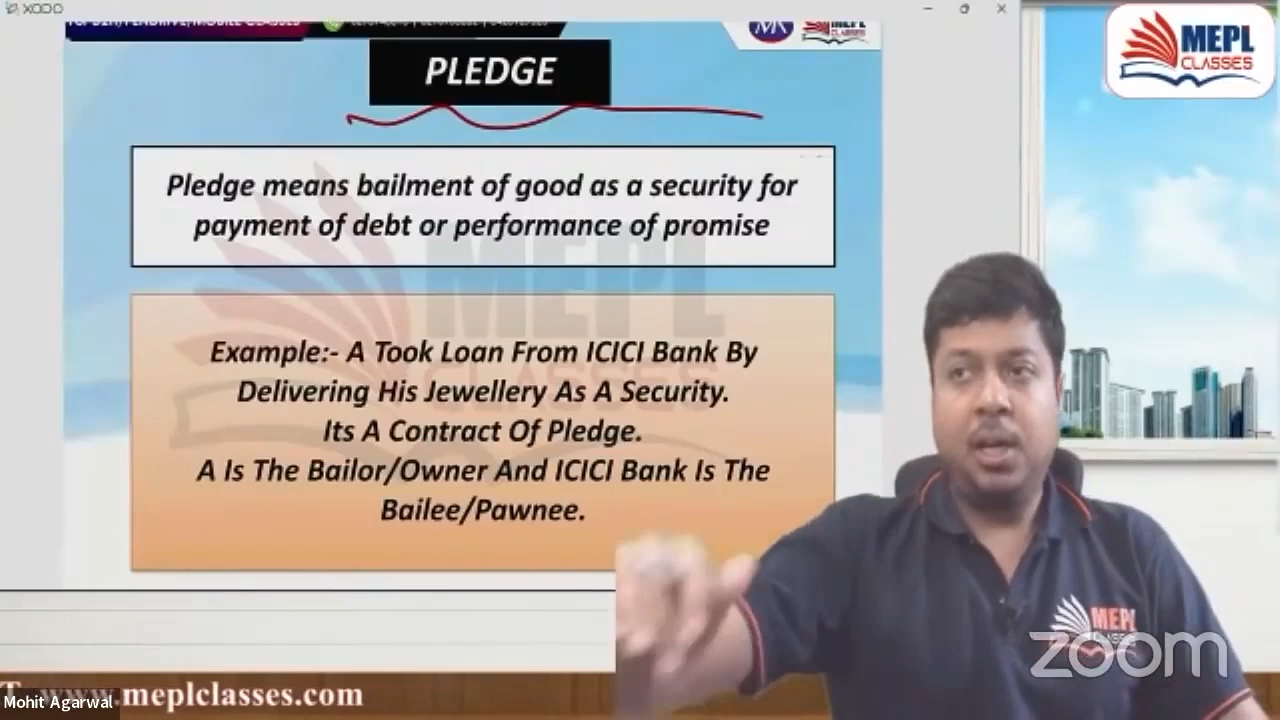 XODO
MEPL
CLASSES
PLEDGE
Pledge means bailment of good as a security for
payment of debt or performance of promise
Example:- A Took Loan From ICICI Bank By
Delivering His Jewellery As A Security.
Its A Contract Of Pledge.
A Is The Bailor/Owner And ICICI Bank Is The
Bailee/Pawnee.
MEPL
CLASSES
MEPL
zoom
www.meplclasses.com
Mohit Agarwal